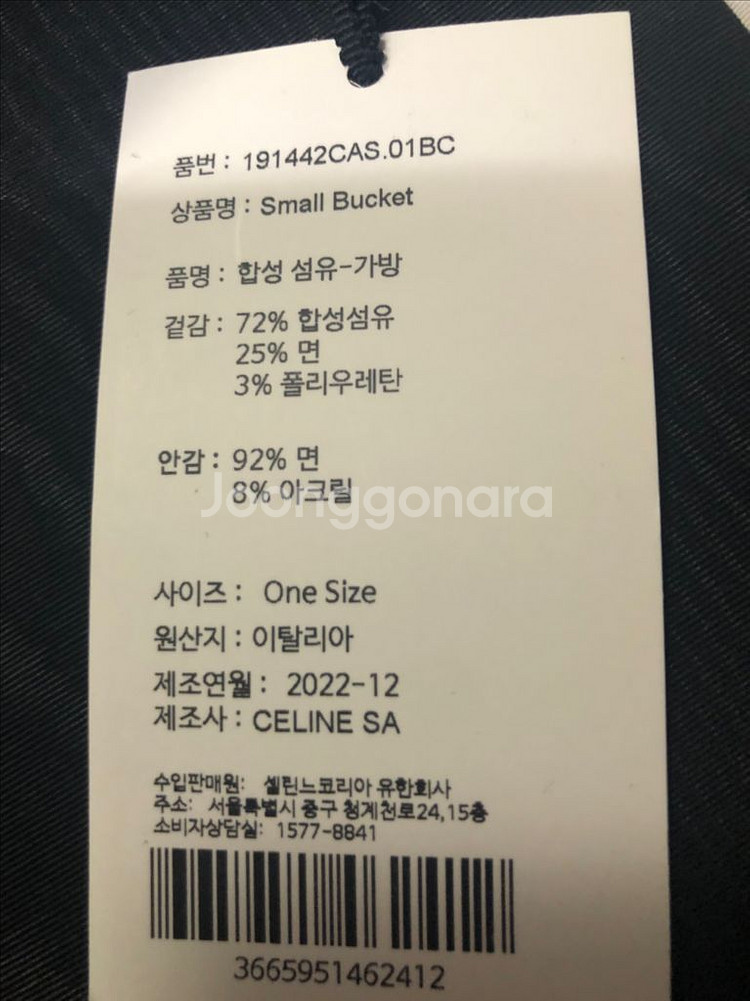 품번 : 191442CAS.01BC
상품명 : Small Bucket
품명 : 합성 섬유-가방
겉감 : 72% 합성섬유
25% 면
3% 폴리우레탄
안감 : 92% 면
8% 아크릴
Joonggonara
사이즈 : One Size
원산지 : 이탈리아
제조연월 : 2022-12
제조사 : CELINE SA
수입판매원: 셀린느코리아 유한회사
주소: 서울특별시 중구 청계천로24,15층
소비자상담실: 1577-8841
3665951462412